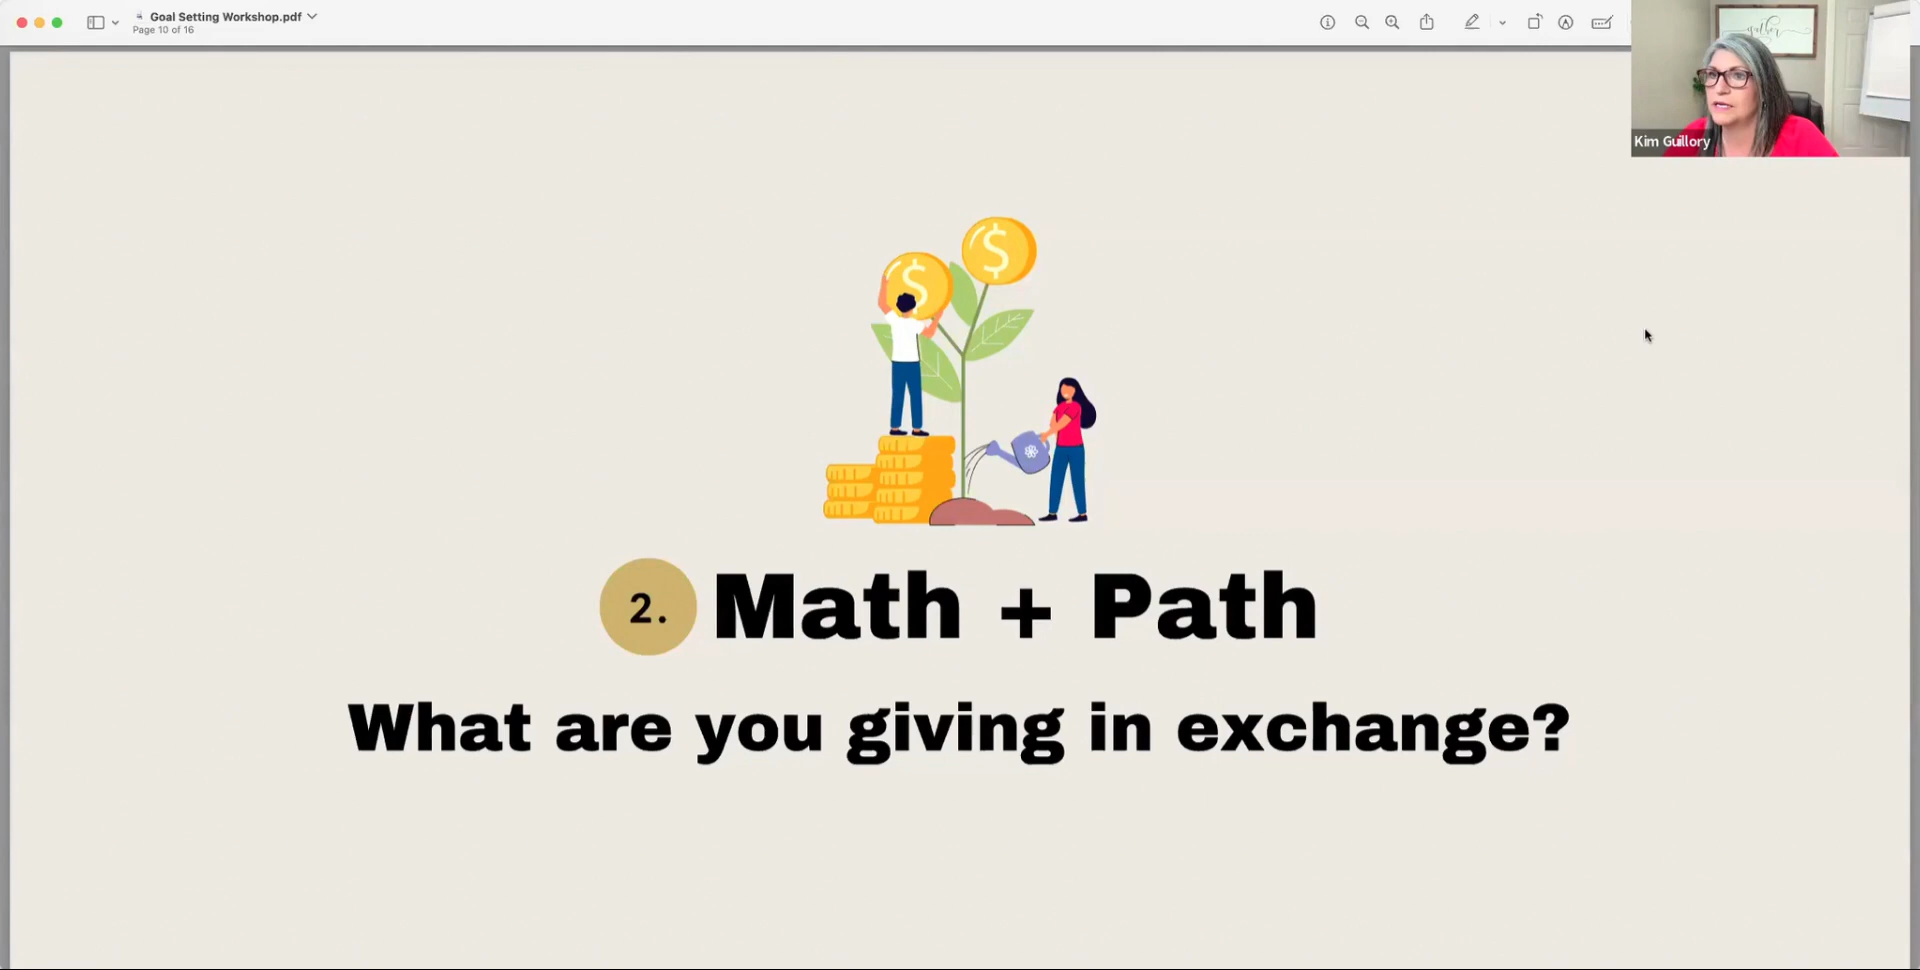 Goal Setting Workshop.pdf
Page 10 of 16
gather
Kim Guillory
$
$
2. Math + Path
What are you giving in exchange?